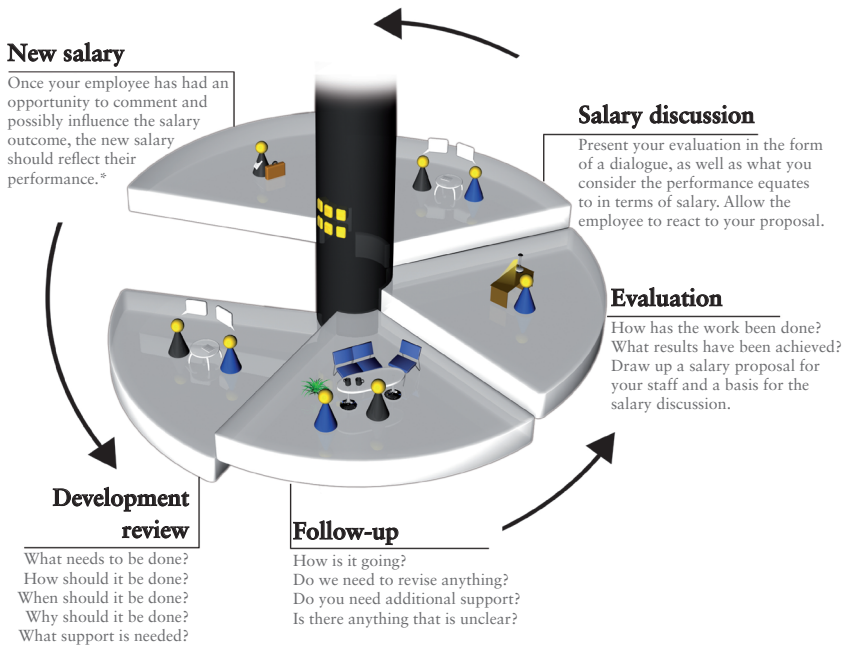 New salary
Once your employee has had an
opportunity to comment and
possibly influence the salary
outcome, the new salary
should reflect their
performance.*
Salary discussion
Present your evaluation in the form
of a dialogue, as well as what you
consider the performance equates
to in terms of salary. Allow the
employee to react to your proposal.
Evaluation
How has the work been done?
What results have been achieved?
Draw up a salary proposal for
your staff and a basis for the
salary discussion.
Development
review
What needs to be done?
How should it be done?
When should it be done?
Why should it be done?
What support is needed?
Follow-up
How is it going?
Do we need to revise anything?
Do you need additional support?
Is there anything that is unclear?